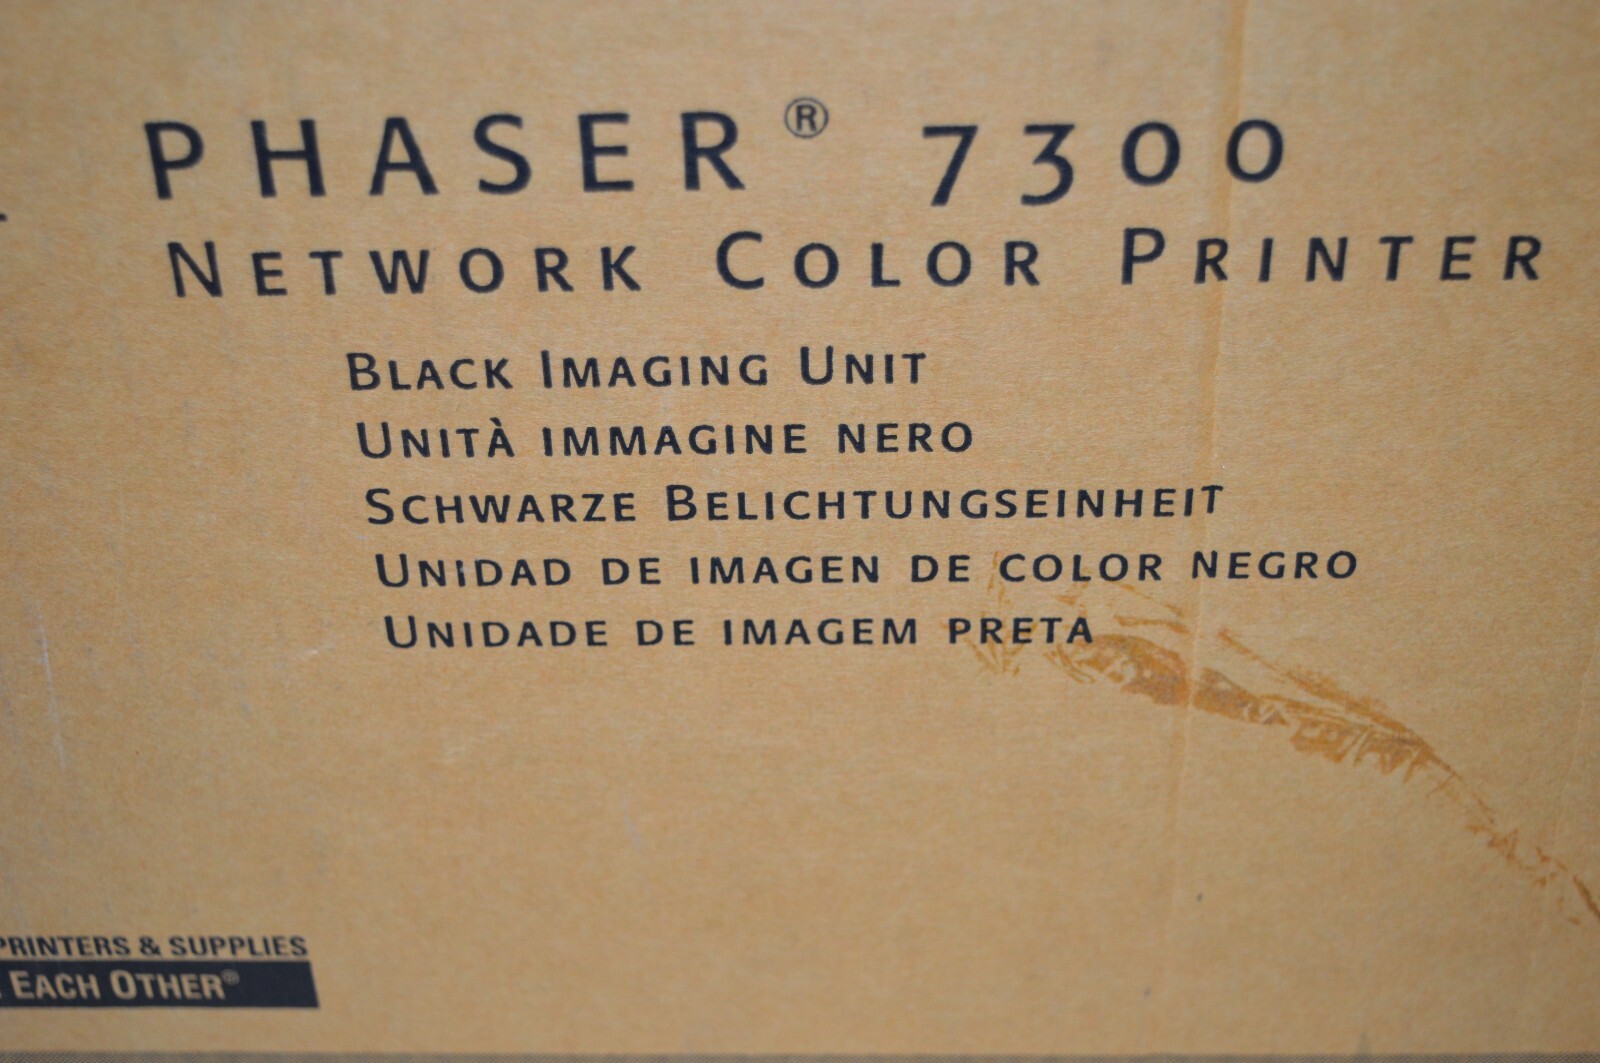 PHASER® 7300
NETWORK COLOR PRINTER
BLACK IMAGING UNIT
UNITÀ IMMAGINE NERO
SCHWARZE BELICHTUNGSEINHEIT
UNIDAD DE IMAGEN DE COLOR NEGRO
UNIDADE DE IMAGEM PRETA
PRINTERS & SUPPLIES
EACH OTHER®